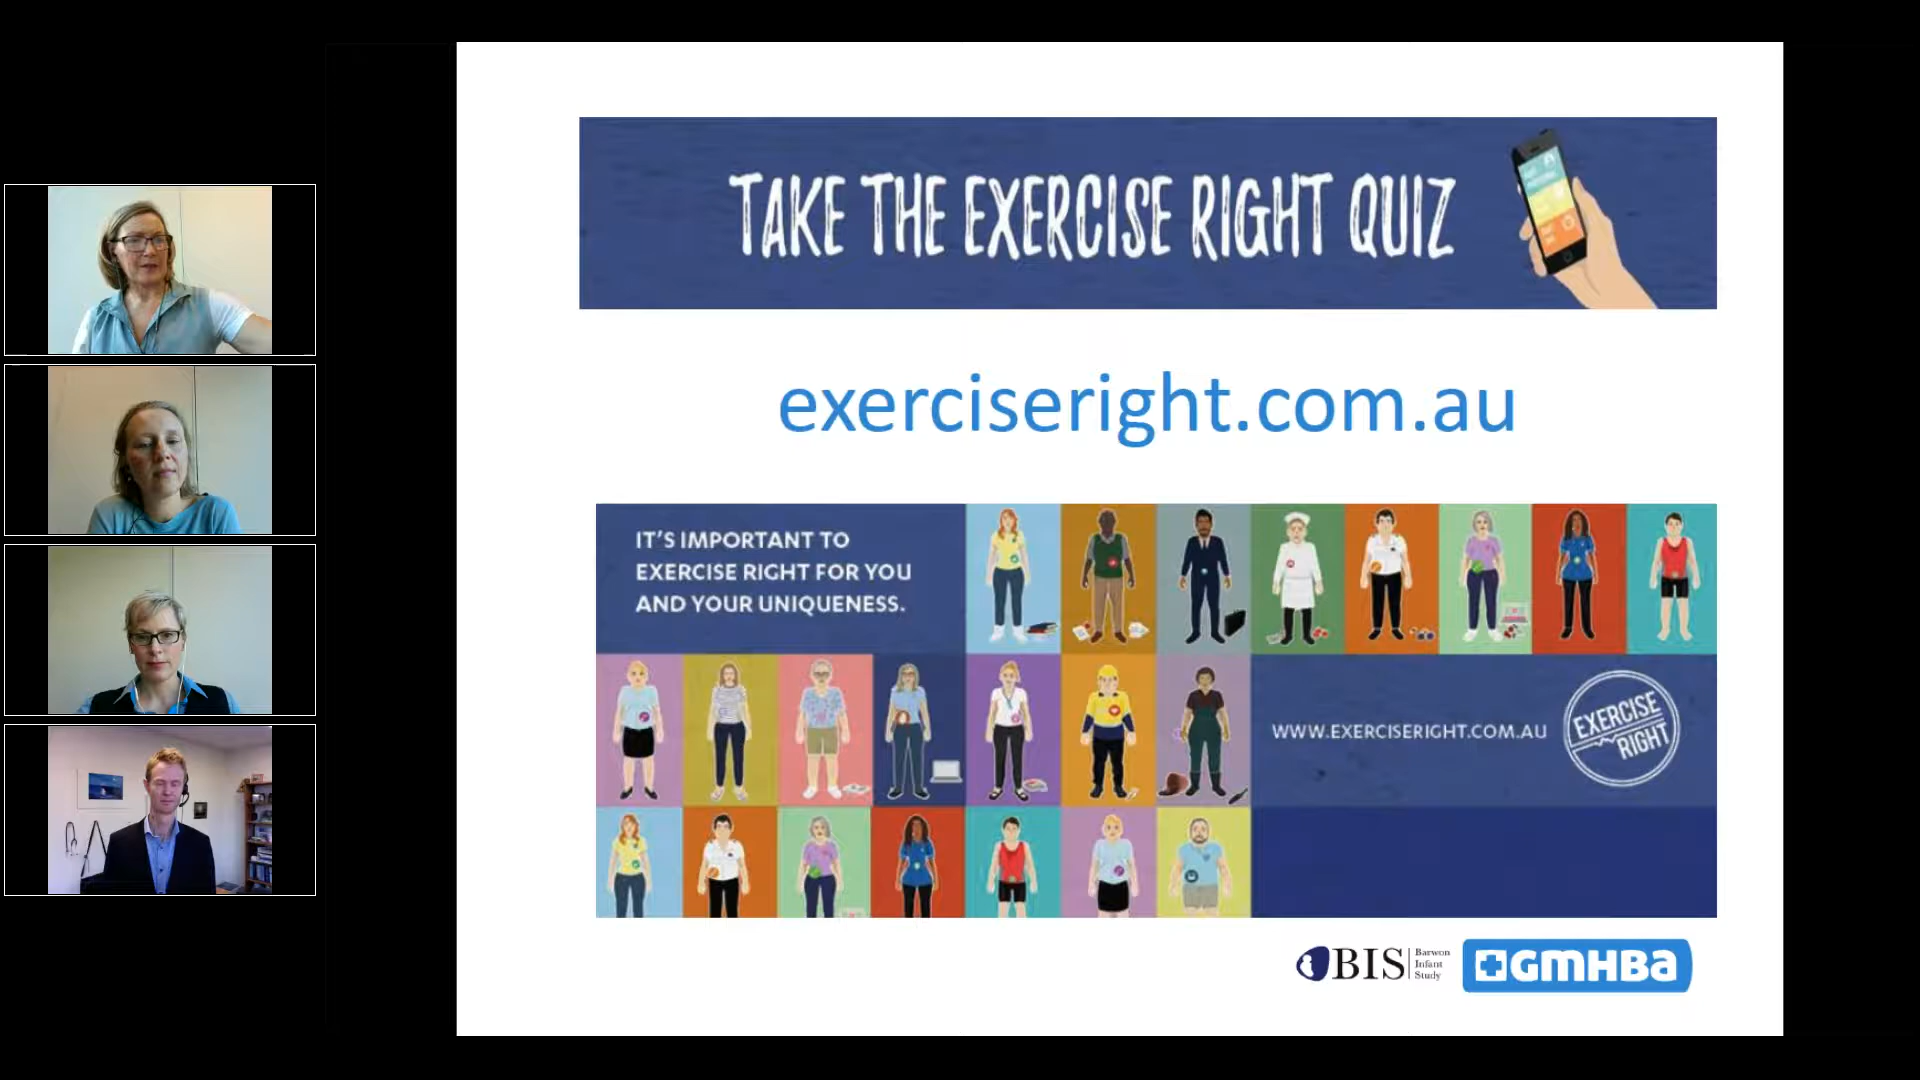 TAKE THE EXERCISE RIGHT QUIZ
exerciseright.com.au
IT'S IMPORTANT TO
EXERCISE RIGHT FOR YOU
AND YOUR UNIQUENESS.
WWW.EXERCISERIGHT.COM.AU
EXERCISE
RIGHT
BIS
Barwon
Infant
Study
GMHBa